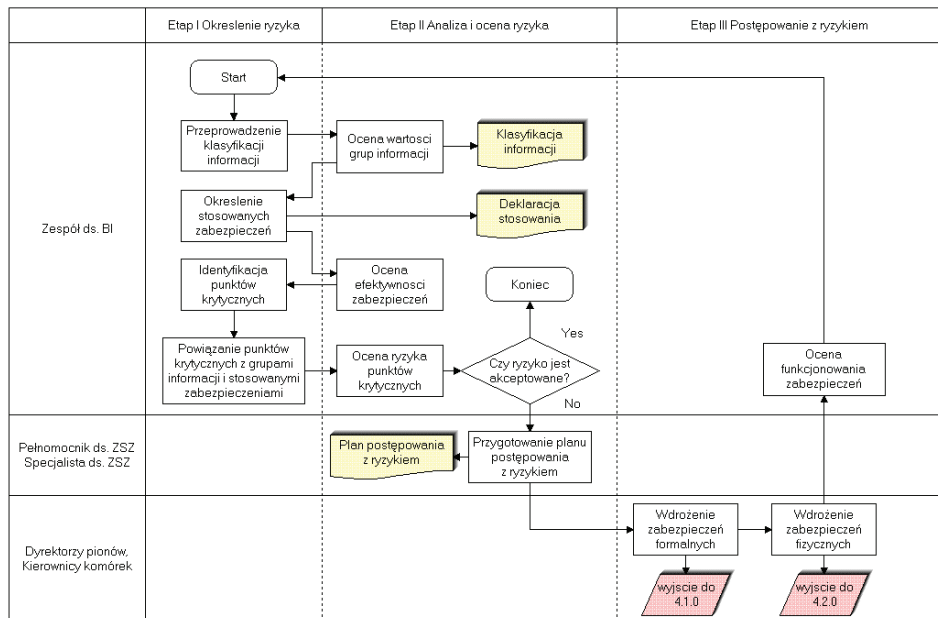 Etap I Okreslenie ryzyka
Etap II Analiza i ocena ryzyka
Etap III Postępowanie z ryzykiem
Zespół ds. BI
Start
Przeprowadzenie
klasyfikacji
informacji
Ocena wartosci
grup informacji
Klasyfikacja
informacji
Okreslenie
stosowanych
zabezpieczeń
Deklaracja
stosowania
Identyfikacja
punktów
krytycznych
Ocena
efektywnosci
zabezpieczeń
Koniec
Yes
Powiązanie punktów
krytycznych z grupami
informacji i stosowanymi
zabezpieczeniami
Ocena ryzyka
punktów
krytycznych
Czy ryzyko jest
akceptowane?
No
Ocena
funkcjonowania
zabezpieczeń
Pełnomocnik ds. ZSZ
Specjalista ds. ZSZ
Plan postępowania
z ryzykiem
Przygotowanie planu
postępowania
z ryzykiem
Dyrektorzy pionów,
Kierownicy komórek
Wdrożenie
zabezpieczeń
formalnych
Wdrożenie
zabezpieczeń
fizycznych
wyjscie do
4.1.0
wyjscie do
4.2.0